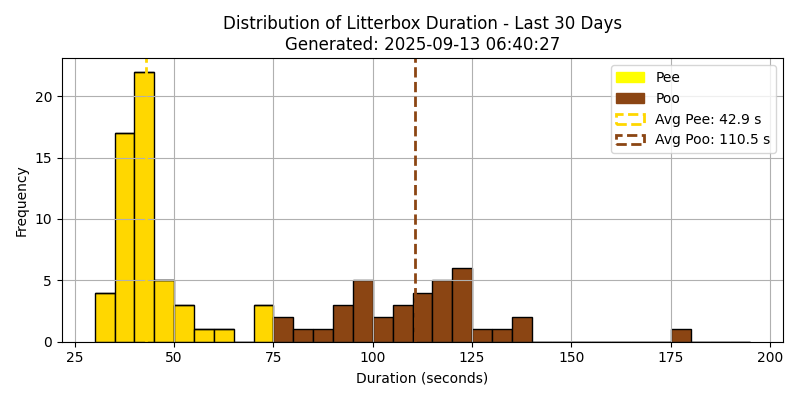 Distribution of Litterbox Duration - Last 30 Days
Generated: 2025-09-13 06:40:27
Frequency
20
15
10
5
0
25
50
75
100
125
150
175
200
Duration (seconds)
Pee
Poo
Avg Pee: 42.9 s
Avg Poo: 110.5 s